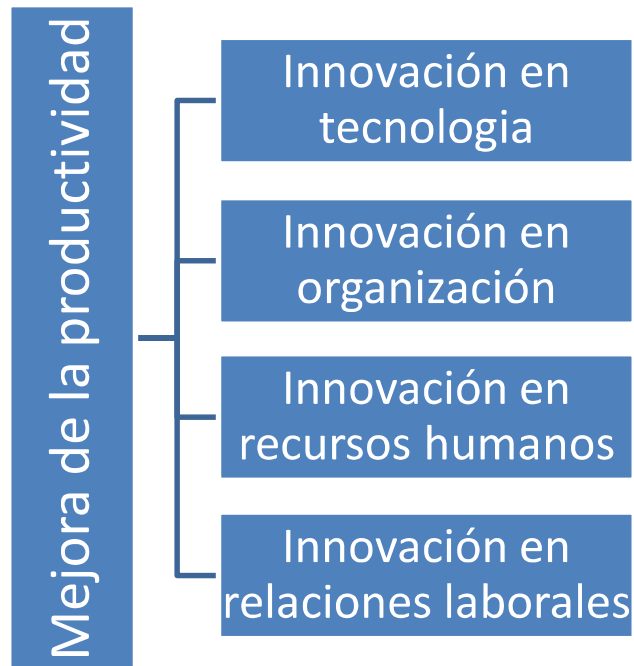 Mejora de la productividad
Innovación en
tecnologia
Innovación en
organización
Innovación en
recursos humanos
Innovación en
relaciones laborales